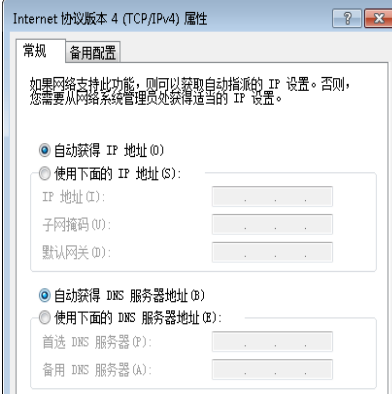 Internet 协议版本 4 (TCP/IPv4) 属性
常规
备用配置
如果网络支持此功能，则可以获取自动指派的 IP 设置。否则，
您需要从网络系统管理员处获得适当的 IP 设置。
自动获得 IP 地址(O)
使用下面的 IP 地址(S):
IP 地址(I):
子网掩码(U):
默认网关(D):
自动获得 DNS 服务器地址(B)
使用下面的 DNS 服务器地址(E):
首选 DNS 服务器(P):
备用 DNS 服务器(A):